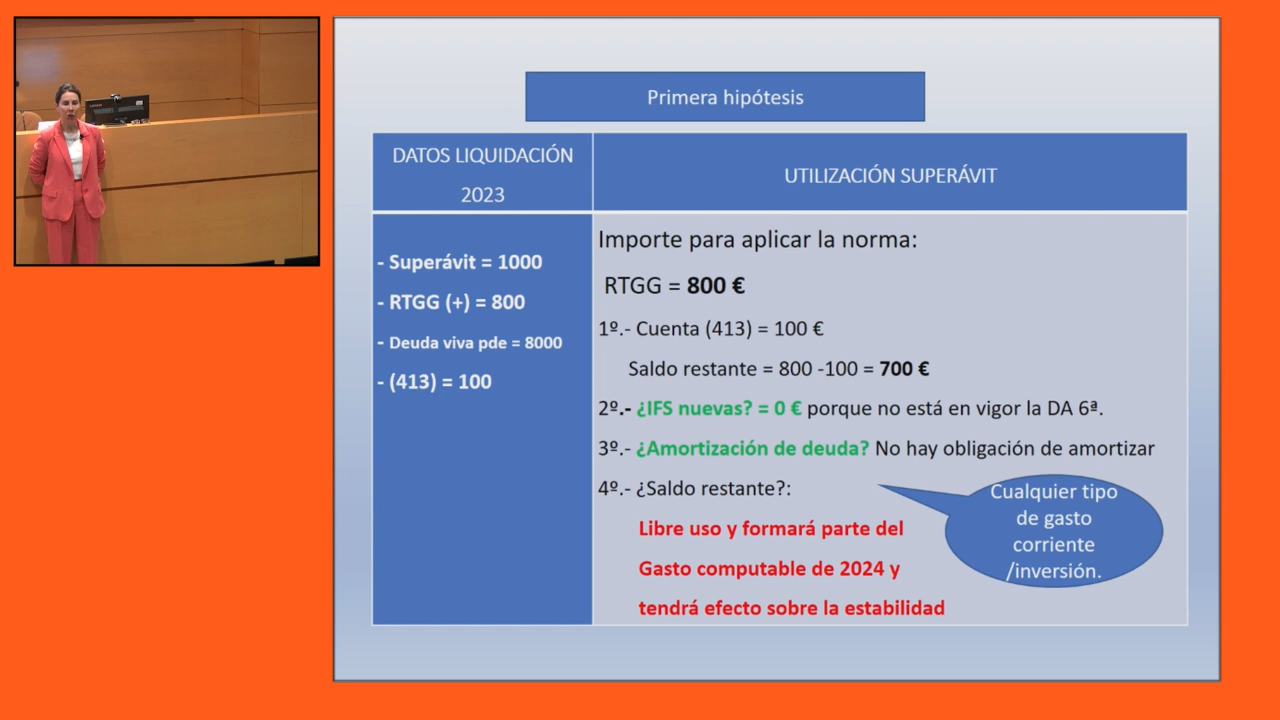 Primera hipótesis
DATOS LIQUIDACIÓN
2023
UTILIZACIÓN SUPERÁVIT
- Superávit = 1000
- RTGG (+) = 800
- Deuda viva pde = 8000
- (413) = 100
Importe para aplicar la norma:
RTGG = 800 €
1º.- Cuenta (413) = 100 €
Saldo restante = 800 -100 = 700 €
2º.- ¿IFS nuevas? = 0 € porque no está en vigor la DA 6ª.
3º.- ¿Amortización de deuda? No hay obligación de amortizar
4º.- ¿Saldo restante?:
Libre uso y formará parte del
Gasto computable de 2024 y
tendrá efecto sobre la estabilidad
Cualquier tipo
de gasto
corriente
/inversión.